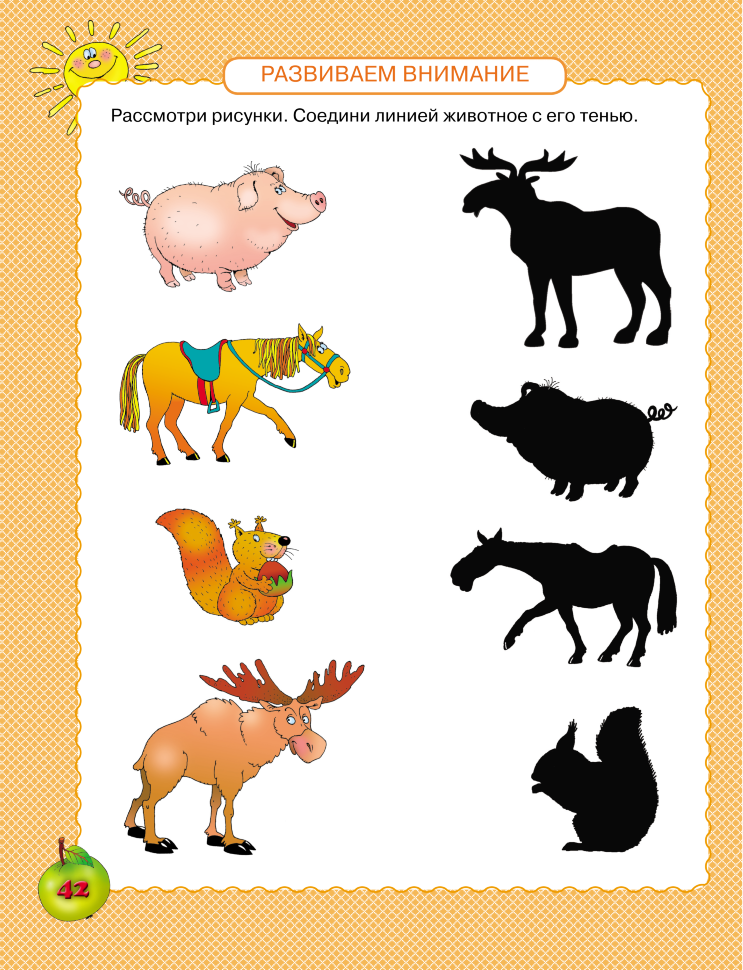 РАЗВИВАЕМ ВНИМАНИЕ
Рассмотри рисунки. Соедини линией животное с его тенью.
42